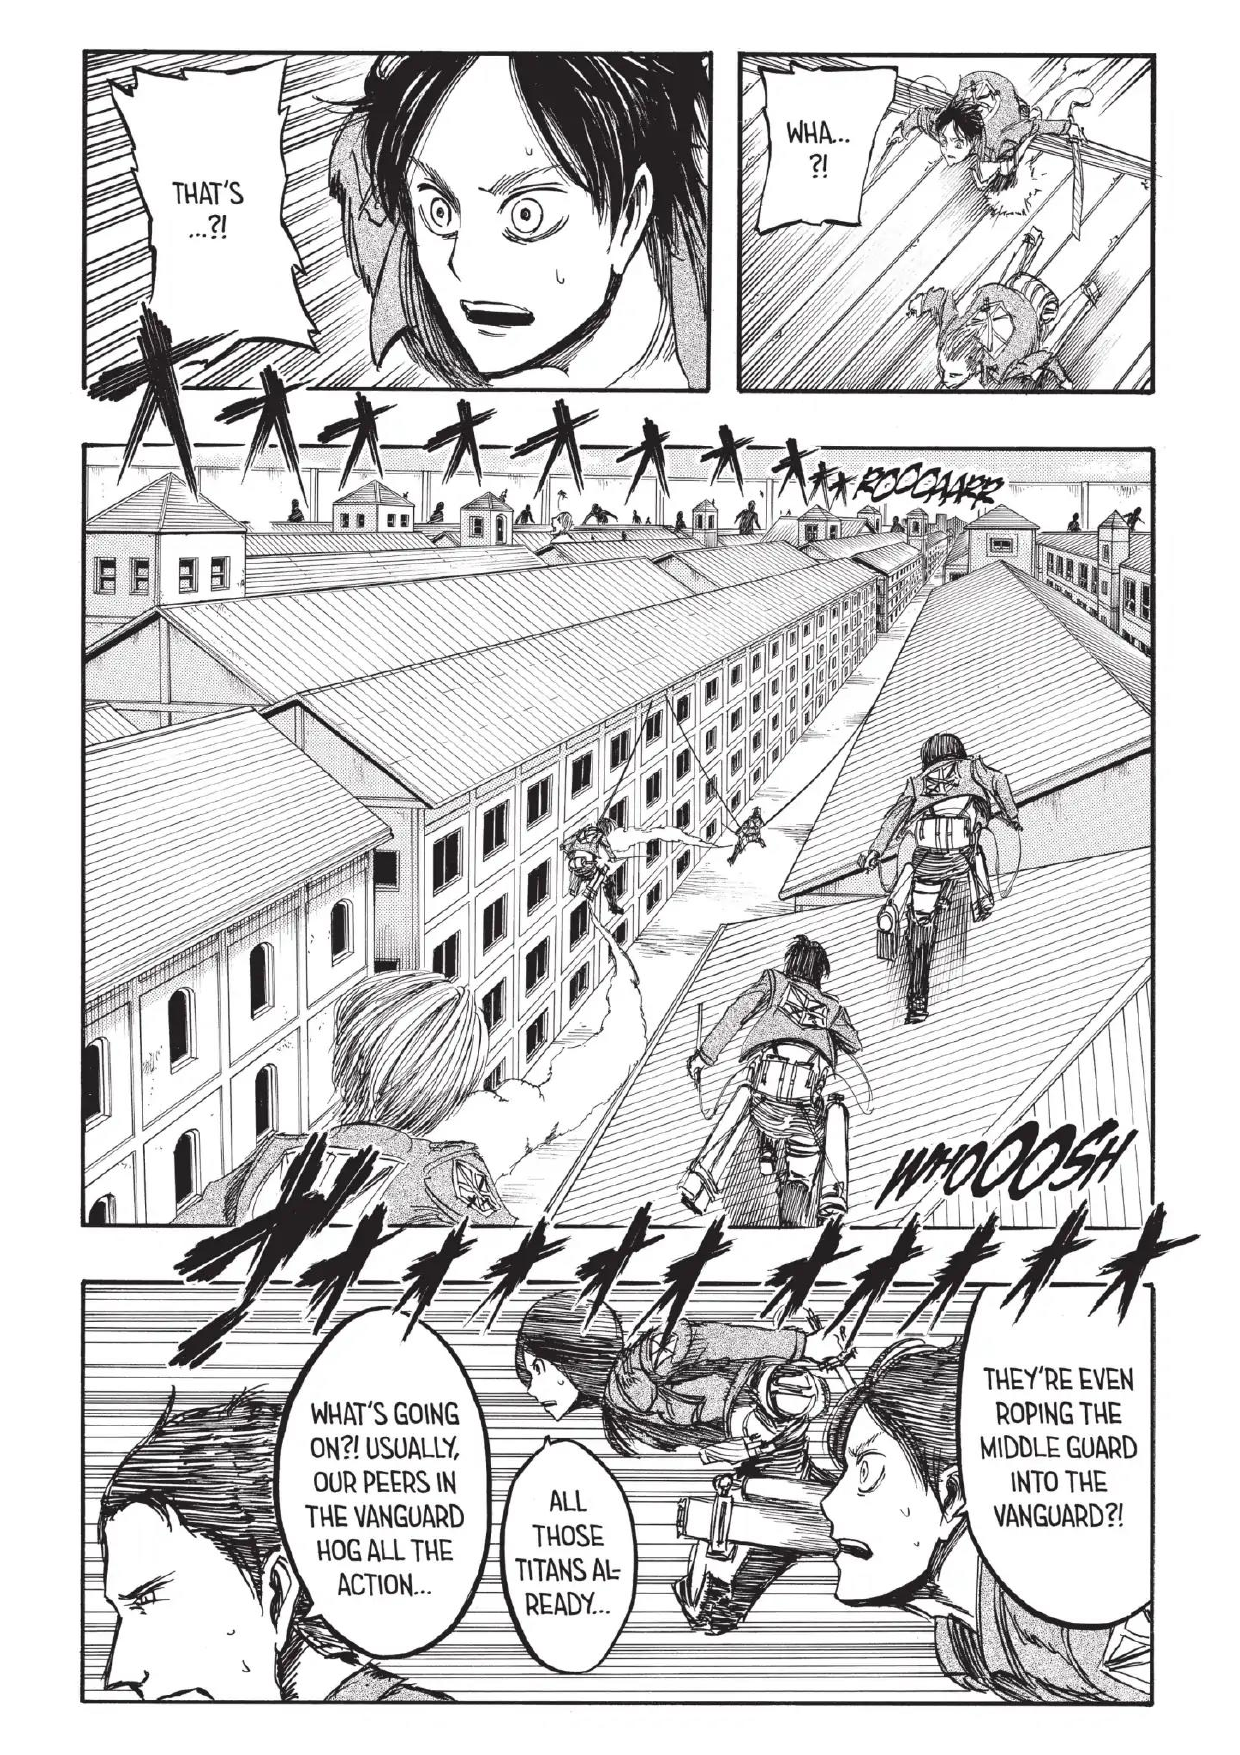 WHA...
?!
THAT'S
...?!
ROOOAARR
WHOOOOSH
THEY'RE EVEN
ROPING THE
MIDDLE GUARD
INTO THE
VANGUARD?!
ALL
THOSE
TITANS AL-
READY...
WHAT'S GOING
ON?! USUALLY,
OUR PEERS IN
THE VANGUARD
HOG ALL THE
ACTION...